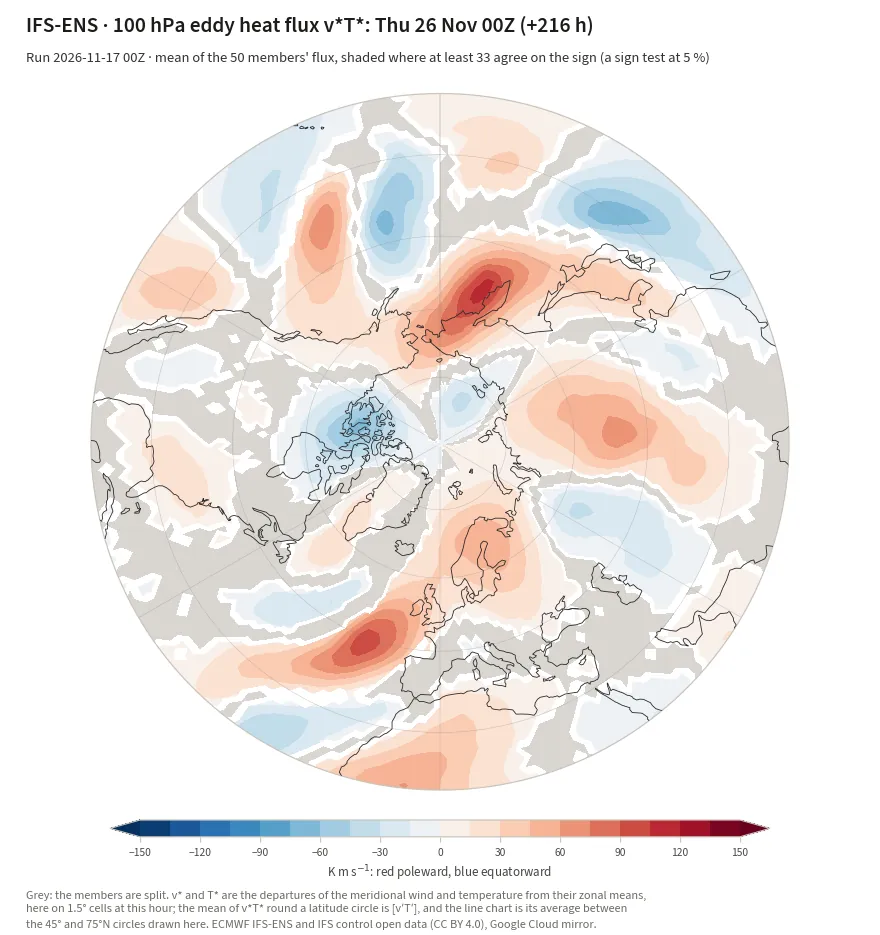 IFS-ENS · 100 hPa eddy heat flux v*T*: Thu 26 Nov 00Z (+216 h)
Run 2026-11-17 00Z · mean of the 50 members' flux, shaded where at least 33 agree on the sign (a sign test at 5 %)
−150 −120 −90 −60 −30 0 30 60 90 120 150
K m s⁻¹: red poleward, blue equatorward
Grey: the members are split. v* and T* are the departures of the meridional wind and temperature from their zonal means,
here on 1.5° cells at this hour; the mean of v*T* round a latitude circle is [v′T′], and the line chart is its average between
the 45° and 75°N circles drawn here. ECMWF IFS-ENS and IFS control open data (CC BY 4.0), Google Cloud mirror.